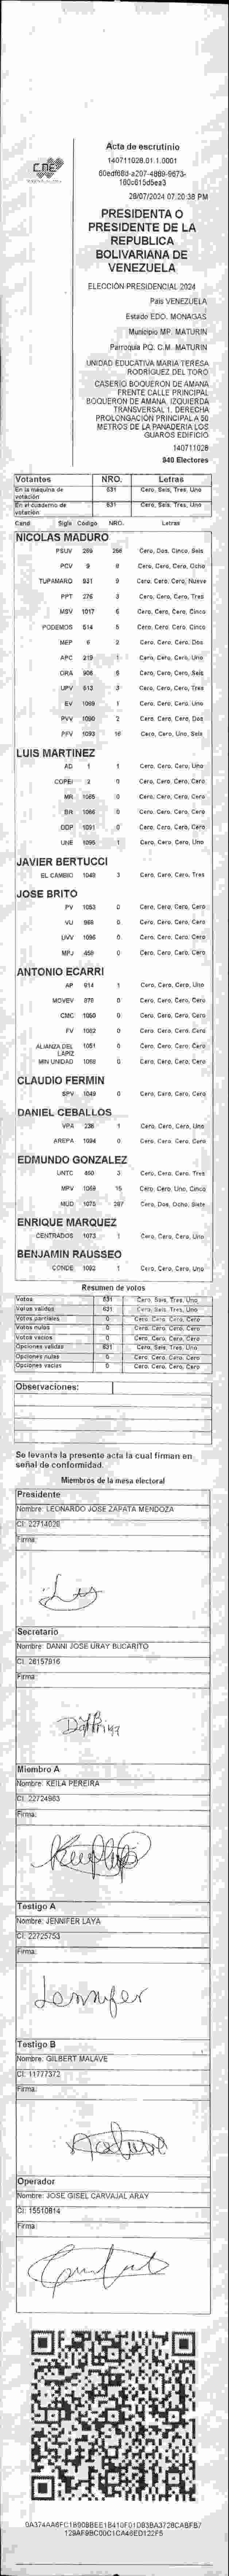 CNE
Acta de escrutinio
140711028.01.1.0001
28/07/2024 07:20:38 PM
PRESIDENTA O
PRESIDENTE DE LA
REPUBLICA
BOLIVARIANA DE
VENEZUELA
ELECCIÓN PRESIDENCIAL 2024
País VENEZUELA
Estado EDO. MONAGAS
Municipio MP. MATURIN
Parroquia PQ. C.M. MATURIN
UNIDAD EDUCATIVA MARIA TERESA
RODRIGUEZ DEL TORO
CASERIO BOQUERON DE AMANA
FRENTE CALLE PRINCIPAL
BOQUERON DE AMANA. IZQUIERDA
TRANSVERSAL 1. DERECHA
PROLONGACIÓN PRINCIPAL A 50
METROS DE LA PANADERIA LOS
GUAROS EDIFICIO
140711028
940 Electores
Votantes NRO. Letras
En la máquina de votación 631 Cero, Seis, Tres, Uno
En el cuaderno de votación 631 Cero, Seis, Tres, Uno
Cand Sigla Código NRO. Letras
NICOLAS MADURO
PSUV 266 Cero, Dos, Cinco, Seis
PCV 9 8 Cero, Cero, Cero, Ocho
TUPAMARO 931 9 Cero, Cero, Cero, Nueve
PPT 276 3 Cero, Cero, Cero, Tres
MSV 1017 5 Cero, Cero, Cero, Cinco
PODEMOS 514 5 Cero, Cero, Cero, Cinco
MEP 6 2 Cero, Cero, Cero, Dos
APC 219 1 Cero, Cero, Cero, Uno
ORA 906 6 Cero, Cero, Cero, Seis
UPV 613 3 Cero, Cero, Cero, Tres
EV 1069 1 Cero, Cero, Cero, Uno
PVV 1090 2 Cero, Cero, Cero, Dos
PFV 1093 16 Cero, Cero, Uno, Seis
LUIS MARTINEZ
AD 1 1 Cero, Cero, Cero, Uno
COPEI 2 0 Cero, Cero, Cero, Cero
MR 1065 0 Cero, Cero, Cero, Cero
BR 1066 0 Cero, Cero, Cero, Cero
DDP 1091 0 Cero, Cero, Cero, Cero
UNE 1095 1 Cero, Cero, Cero, Uno
JAVIER BERTUCCI
EL CAMBIO 1043 3 Cero, Cero, Cero, Tres
JOSE BRITO
PV 1053 0 Cero, Cero, Cero, Cero
VU 968 0 Cero, Cero, Cero, Cero
UVV 1096 0 Cero, Cero, Cero, Cero
MPJ 459 0 Cero, Cero, Cero, Cero
ANTONIO ECARRI
AP 914 1 Cero, Cero, Cero, Uno
MOVEV 970 0 Cero, Cero, Cero, Cero
CMC 1050 0 Cero, Cero, Cero, Cero
FV 1082 0 Cero, Cero, Cero, Cero
ALIANZA DEL LAPIZ 1051 0 Cero, Cero, Cero, Cero
MIN UNIDAD 1068 0 Cero, Cero, Cero, Cero
CLAUDIO FERMIN
SPV 1049 0 Cero, Cero, Cero, Cero
DANIEL CEBALLOS
VPA 236 1 Cero, Cero, Cero, Uno
AREPA 1094 0 Cero, Cero, Cero, Cero
EDMUNDO GONZALEZ
UNTC 450 3 Cero, Cero, Cero, Tres
MPV 1058 15 Cero, Cero, Uno, Cinco
MUD 1075 287 Cero, Dos, Ocho, Siete
ENRIQUE MARQUEZ
CENTRADOS 1073 1 Cero, Cero, Cero, Uno
BENJAMIN RAUSSEO
CONDE 1092 1 Cero, Cero, Cero, Uno
Resumen de votos
Votos 631 Cero, Seis, Tres, Uno
Votos válidos 631 Cero, Seis, Tres, Uno
Votos parciales 0 Cero, Cero, Cero, Cero
Votos nulos 0 Cero, Cero, Cero, Cero
Votos vacíos 0 Cero, Cero, Cero, Cero
Opciones válidas 631 Cero, Seis, Tres, Uno
Opciones nulas 0 Cero, Cero, Cero, Cero
Opciones vacías 0 Cero, Cero, Cero, Cero
Observaciones:
Se levanta la presente acta la cual firman en
señal de conformidad.
Miembros de la mesa electoral
Presidente
Nombre: LEONARDO JOSE ZAPATA MENDOZA
CI: 22714028
Firma:
Secretario
Nombre: DANNI JOSE URAY BUCARITO
CI: 26157916
Firma:
Miembro A
Nombre: KEILA PEREIRA
CI: 22724983
Firma:
Testigo A
Nombre: JENNIFER LAYA
CI: 22725753
Firma:
Jennifer
Testigo B
Nombre: GILBERT MALAVE
CI: 11777372
Firma:
Operador
Nombre: JOSE GISEL CARVAJAL ARAY
CI: 15510814
Firma: